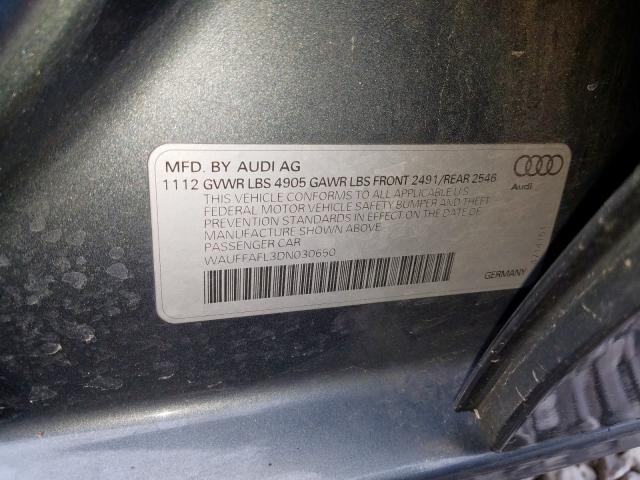 MFD. BY AUDI AG
1112 GVWR LBS 4905 GAWR LBS FRONT 2491/REAR 2546
THIS VEHICLE CONFORMS TO ALL APPLICABLE U.S.
FEDERAL MOTOR VEHICLE SAFETY BUMPER AND THEFT
PREVENTION STANDARDS IN EFFECT ON THE DATE OF
MANUFACTURE SHOWN ABOVE.
PASSENGER CAR
WAUFFAFL3DN030650
Audi
GERMANY